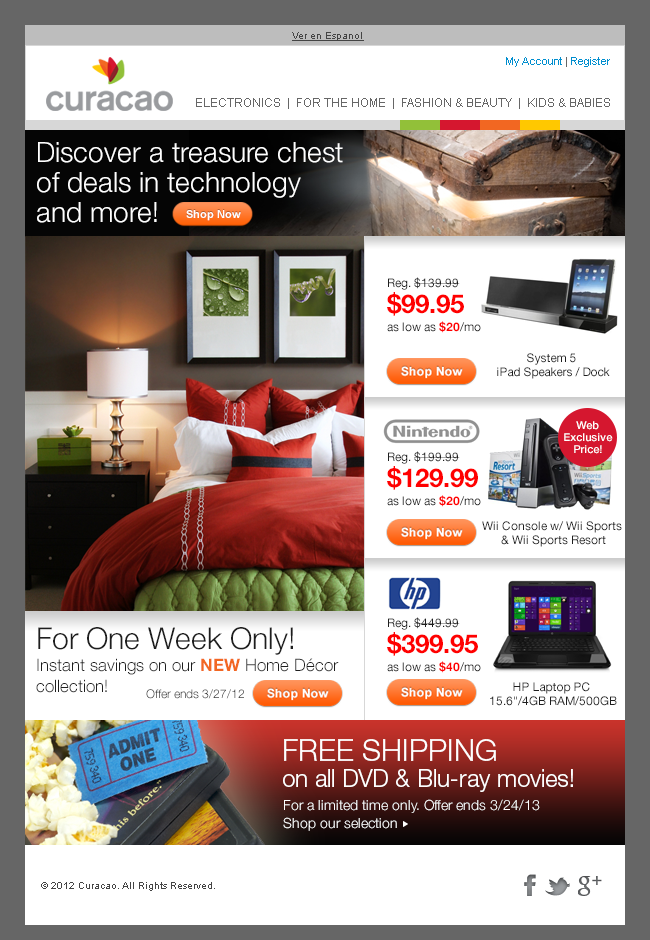 Ver en Espanol
My Account | Register
curacao
ELECTRONICS | FOR THE HOME | FASHION & BEAUTY | KIDS & BABIES
Discover a treasure chest
of deals in technology
and more!
Shop Now
Reg. $139.99
$99.95
as low as $20/mo
Shop Now
System 5
iPad Speakers / Dock
Nintendo®
Reg. $199.99
$129.99
as low as $20/mo
Shop Now
Web
Exclusive
Price!
Resort
Wii Sports
Wii Console w/ Wii Sports
& Wii Sports Resort
hp
Reg. $449.99
$399.95
as low as $40/mo
Shop Now
HP Laptop PC
15.6"/4GB RAM/500GB
For One Week Only!
Instant savings on our NEW Home Décor
collection!
Offer ends 3/27/12
Shop Now
ADMIT
ONE
259340
259340
this before."
FREE SHIPPING
on all DVD & Blu-ray movies!
For a limited time only. Offer ends 3/24/13
Shop our selection
© 2012 Curacao. All Rights Reserved.
f
g+